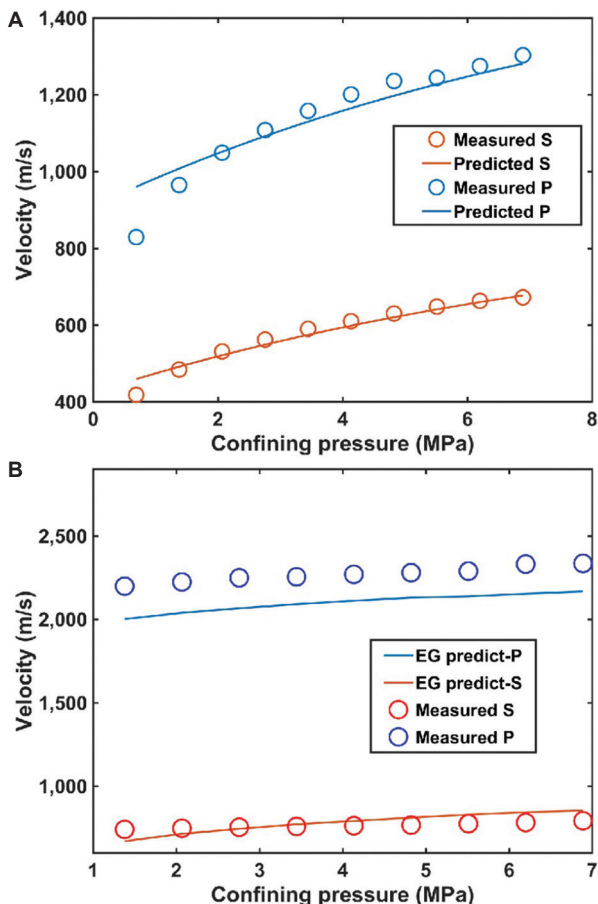 A
1,400
1,200
1,000
800
600
400
Velocity (m/s)
Measured S
Predicted S
Measured P
Predicted P
0
2
4
6
8
Confining pressure (MPa)
B
2,500
2,000
1,500
1,000
Velocity (m/s)
EG predict-P
EG predict-S
Measured S
Measured P
1
2
3
4
5
6
7
Confining pressure (MPa)